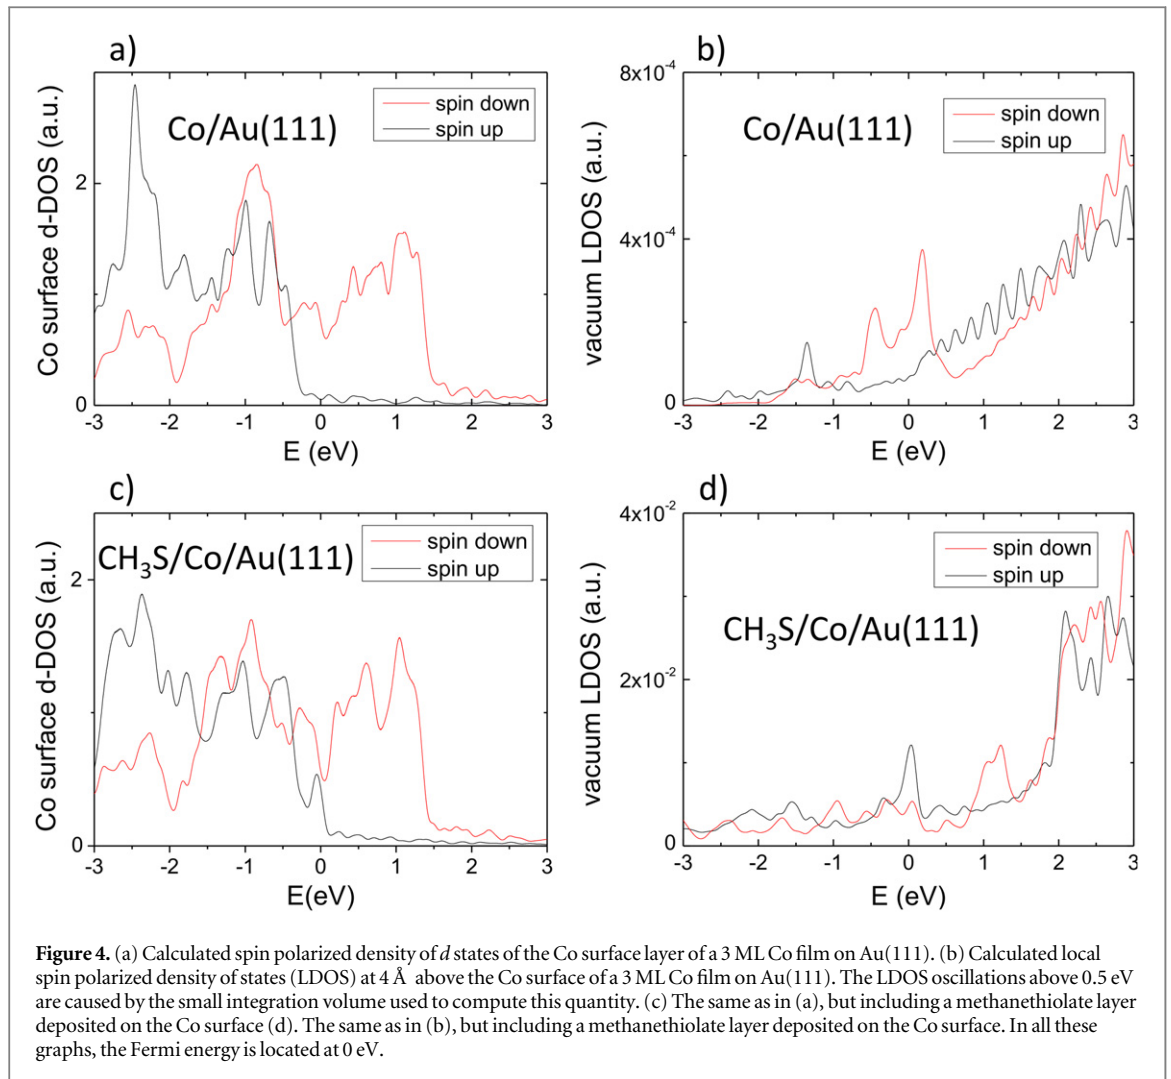 a)
Co surface d-DOS (a.u.)
2
0
Co/Au(111)
spin down
spin up
-3 -2 -1 0 1 2 3
E (eV)
b)
vacuum LDOS (a.u.)
8x10-4
4x10-4
0
Co/Au(111)
spin down
spin up
-3 -2 -1 0 1 2 3
E (eV)
c)
Co surface d-DOS (a.u.)
2
0
CH3S/Co/Au(111)
spin down
spin up
-3 -2 -1 0 1 2 3
E(eV)
d)
vacuum LDOS (a.u.)
4x10-2
2x10-2
0
spin down
spin up
CH3S/Co/Au(111)
-3 -2 -1 0 1 2 3
E (eV)
Figure 4. (a) Calculated spin polarized density of d states of the Co surface layer of a 3 ML Co film on Au(111). (b) Calculated local
spin polarized density of states (LDOS) at 4 Å above the Co surface of a 3 ML Co film on Au(111). The LDOS oscillations above 0.5 eV
are caused by the small integration volume used to compute this quantity. (c) The same as in (a), but including a methanethiolate layer
deposited on the Co surface (d). The same as in (b), but including a methanethiolate layer deposited on the Co surface. In all these
graphs, the Fermi energy is located at 0 eV.